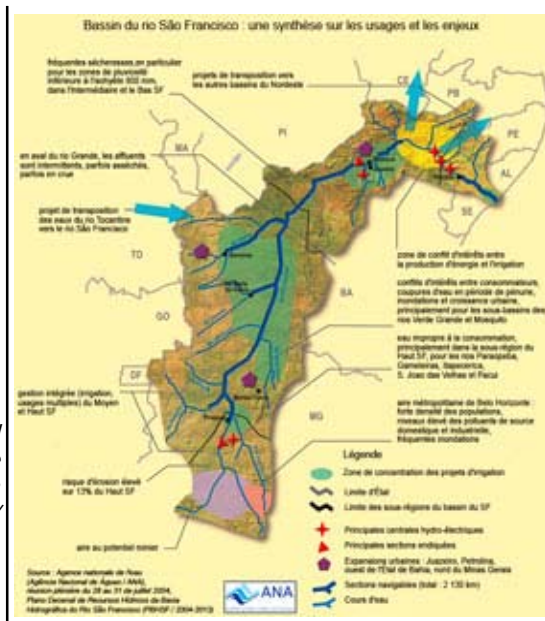 Bassin du rio São Francisco : une synthèse sur les usages et les enjeux
fréquentes sécheresses,en particulier
pour les zones de pluviosité
inférieure à l'isohyète 800 mm,
dans l'Intermédiaire et le Bas SF
projets de transposition vers
les autres bassins du Nordeste
CE
PB
PE
AL
SE
PI
MA
en aval du rio Grande, les affluents
sont intermittents, parfois asséchés,
parfois en crue
projet de transposition
des eaux du rio Tocantins
vers le rio São Francisco
TO
GO
DF
BA
MG
zone de conflit d'intérêts entre
la production d'énergie et l'irrigation
conflits d'intérêts entre consommateurs,
coupures d'eau en période de pénurie,
inondations et croissance urbaine,
principalement pour les sous-bassins des
rios Verde Grande et Mosquito
eau impropre à la consommation,
principalement dans la sous-région du
Haut SF, pour les rios Paraopeba,
Gameleiras, Itapecerica,
S. Joao das Velhas et Pacui
gestion intégrée (irrigation,
usages multiples) du Moyen
et Haut SF
aire métropolitaine de Belo Horizonte :
forte densité des populations,
niveaux élevé des polluants de source
domestique et industrielle,
fréquentes inondations
risque d'érosion élevé
sur 13% du Haut SF
aire au potentiel minier
Légende
Zone de concentration des projets d'irrigation
Limite d'État
Limite des sous-régions du bassin du SF
Principales centrales hydro-électriques
Principales sections endiguées
Expansions urbaines : Juazeiro, Petrolina,
ouest de l'État de Bahia, nord du Minas Gerais
Sections navigables (total : 2 130 km)
Cours d'eau
Source : Agence nationale de l'eau
(Agência Nacional de Águas / ANA),
réunion plénière du 28 au 31 de juillet 2004,
Plano Decenal de Recursos Hídricos da Bacia
Hidrográfica do Rio São Francisco (PBHSF / 2004-2013)
ANA